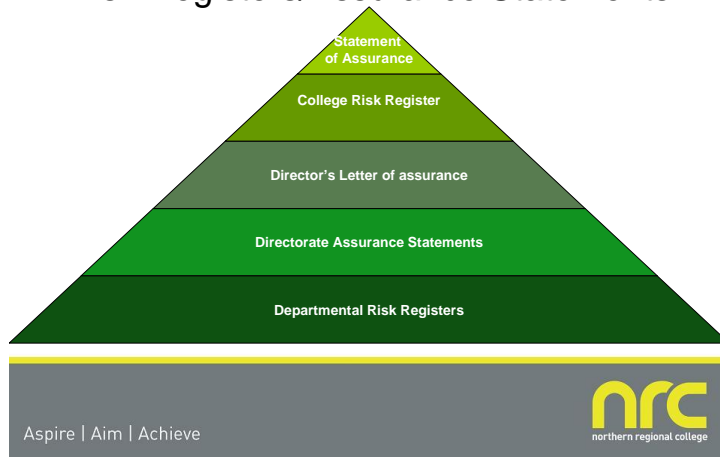 Statement
of Assurance
College Risk Register
Director's Letter of assurance
Directorate Assurance Statements
Departmental Risk Registers
Aspire | Aim | Achieve
nrc
northern regional college